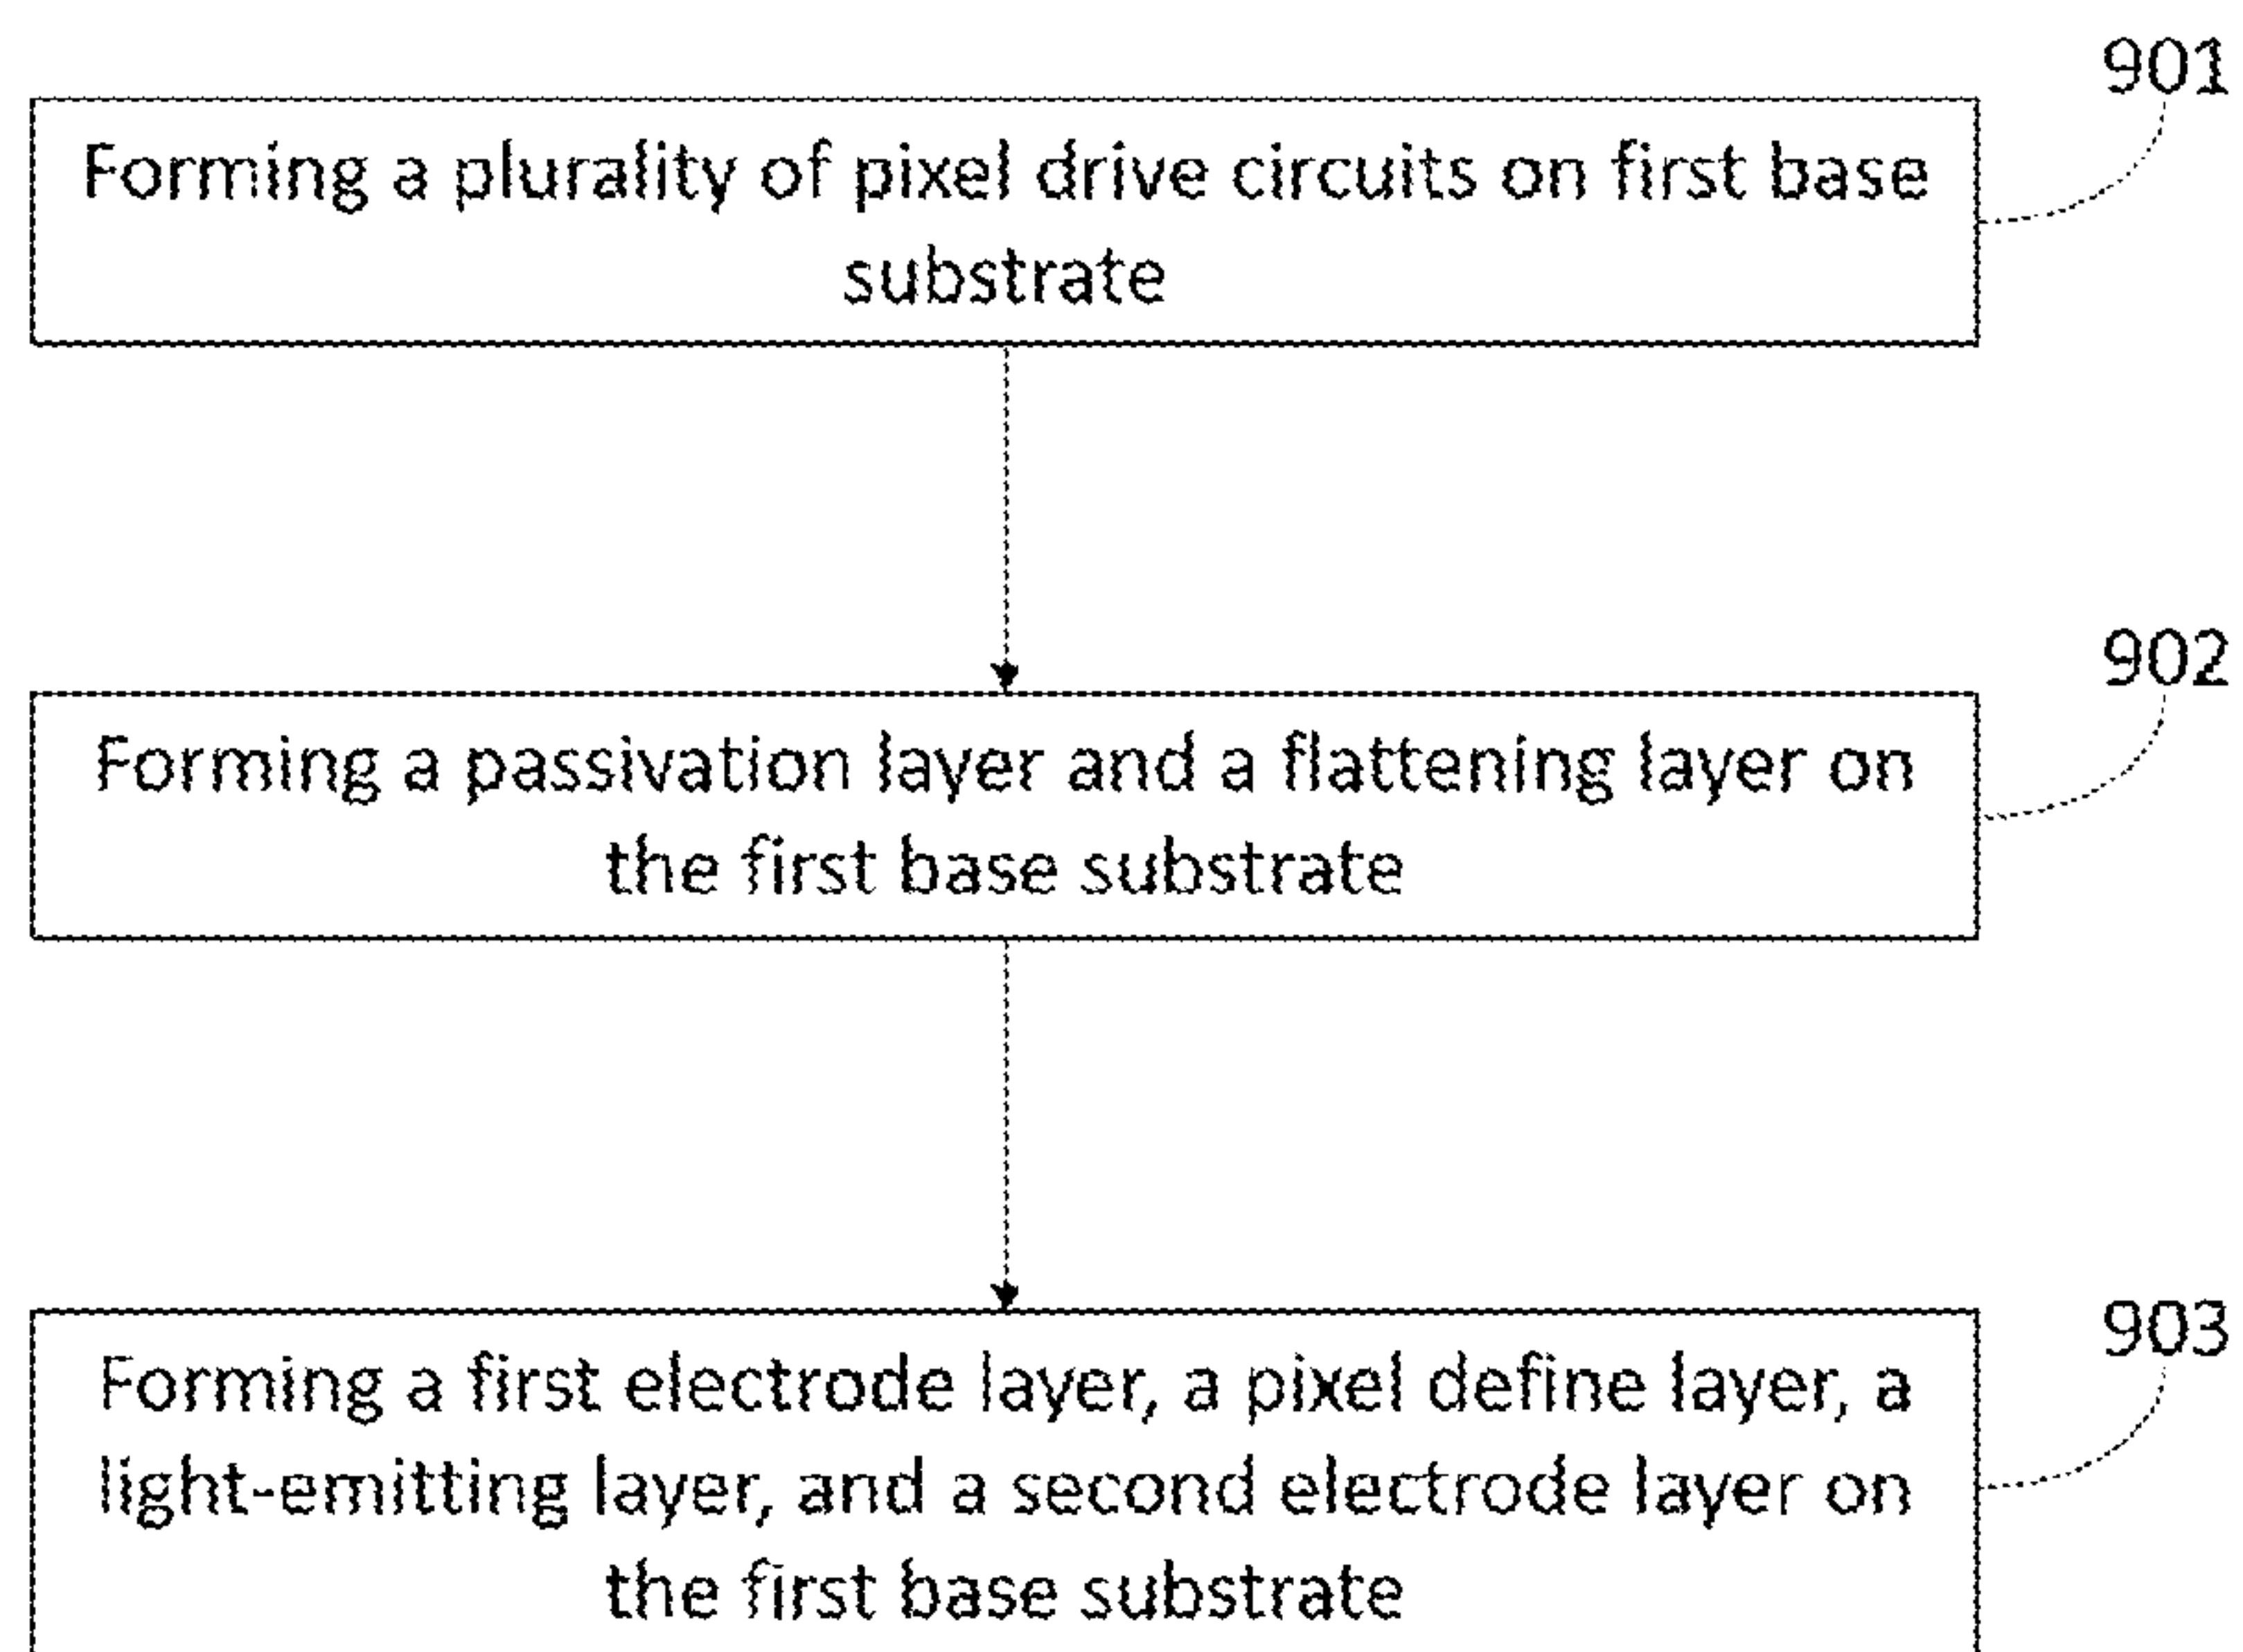 901
Forming a plurality of pixel drive circuits on first base
substrate
902
Forming a passivation layer and a flattening layer on
the first base substrate
903
Forming a first electrode layer, a pixel define layer, a
light-emitting layer, and a second electrode layer on
the first base substrate